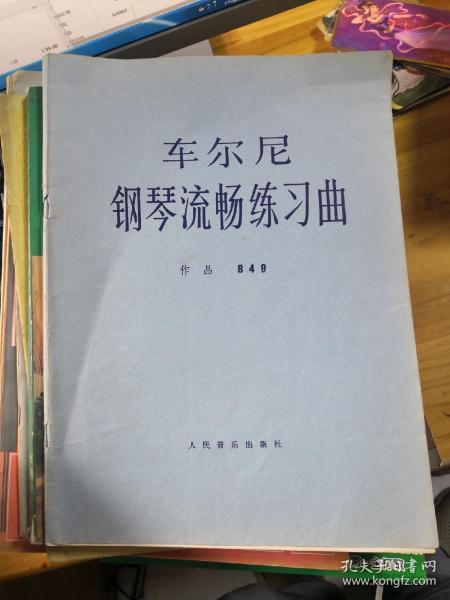 车尔尼
钢琴流畅练习曲
作品 849
人民音乐出版社
孔夫子旧书网
www.kongfz.com